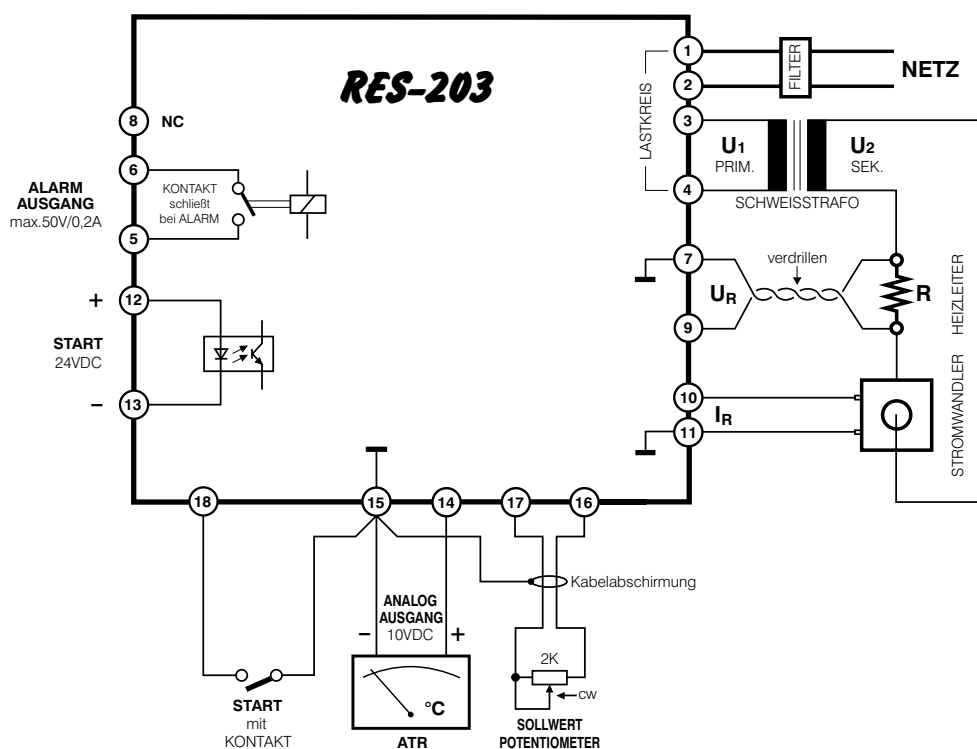 RES-203
1
2
FILTER
NETZ
LASTKREIS
3
4
U1
PRIM.
U2
SEK.
SCHWEISSTRAFO
8
NC
6
5
ALARM
AUSGANG
max.50V/0,2A
KONTAKT
schließt
bei ALARM
7
9
UR
verdrillen
R
HEIZLEITER
+
12
START
24VDC
–
13
10
11
IR
STROMWANDLER
18
15
14
17
16
Kabelabschirmung
ANALOG
AUSGANG
10VDC
–
+
°C
ATR
START
mit
KONTAKT
2K
CW
SOLLWERT
POTENTIOMETER